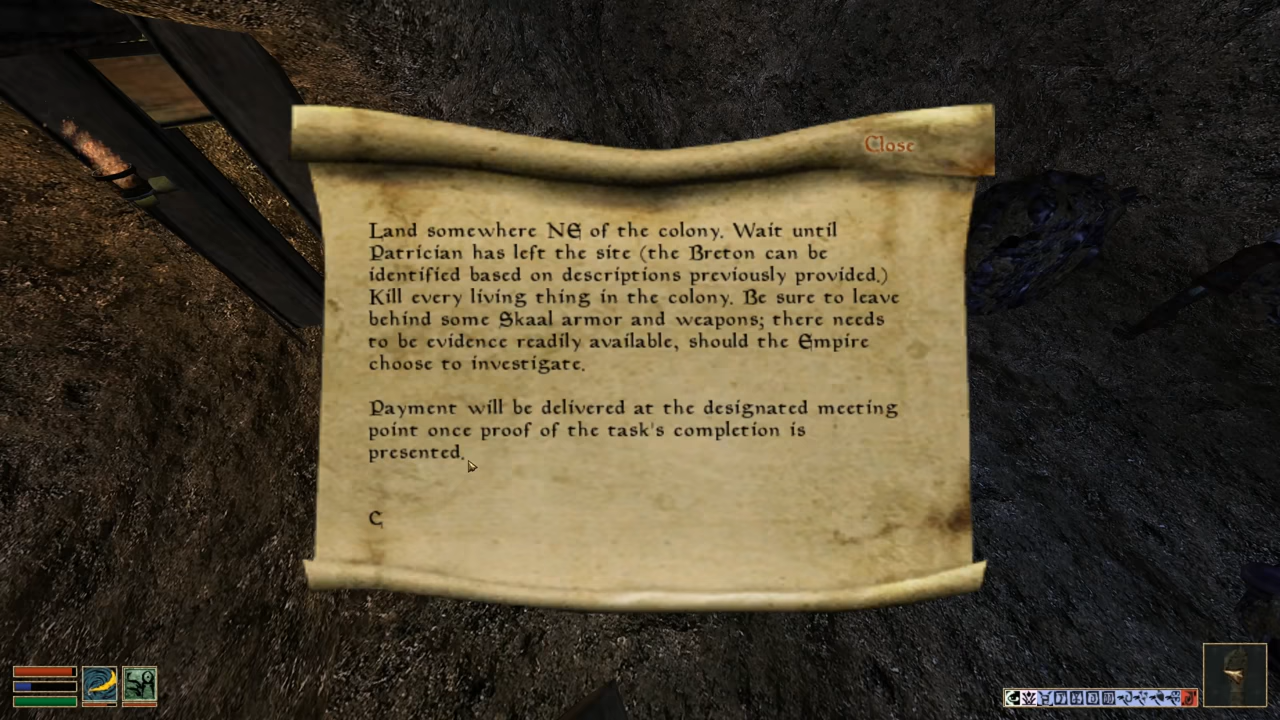 Close
Land somewhere NE of the colony. Wait until
Patrician has left the site (the Breton can be
identified based on descriptions previously provided.)
Kill every living thing in the colony. Be sure to leave
behind some Skaal armor and weapons; there needs
to be evidence readily available, should the Empire
choose to investigate.
Payment will be delivered at the designated meeting
point once proof of the task's completion is
presented.
C